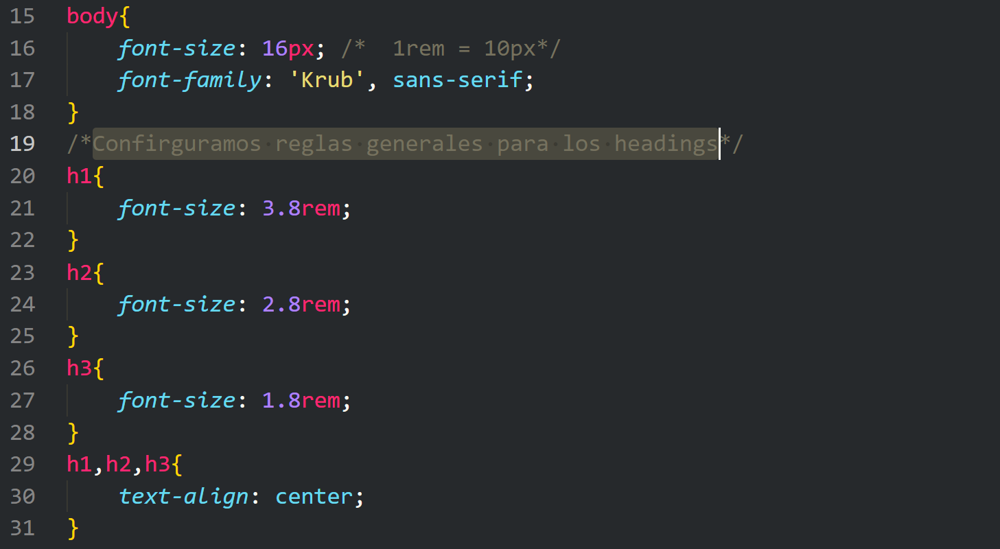 15 body{
16     font-size: 16px; /*  1rem = 10px*/
17     font-family: 'Krub', sans-serif;
18 }
19 /*Confirguramos reglas generales para los headings*/
20 h1{
21     font-size: 3.8rem;
22 }
23 h2{
24     font-size: 2.8rem;
25 }
26 h3{
27     font-size: 1.8rem;
28 }
29 h1,h2,h3{
30     text-align: center;
31 }